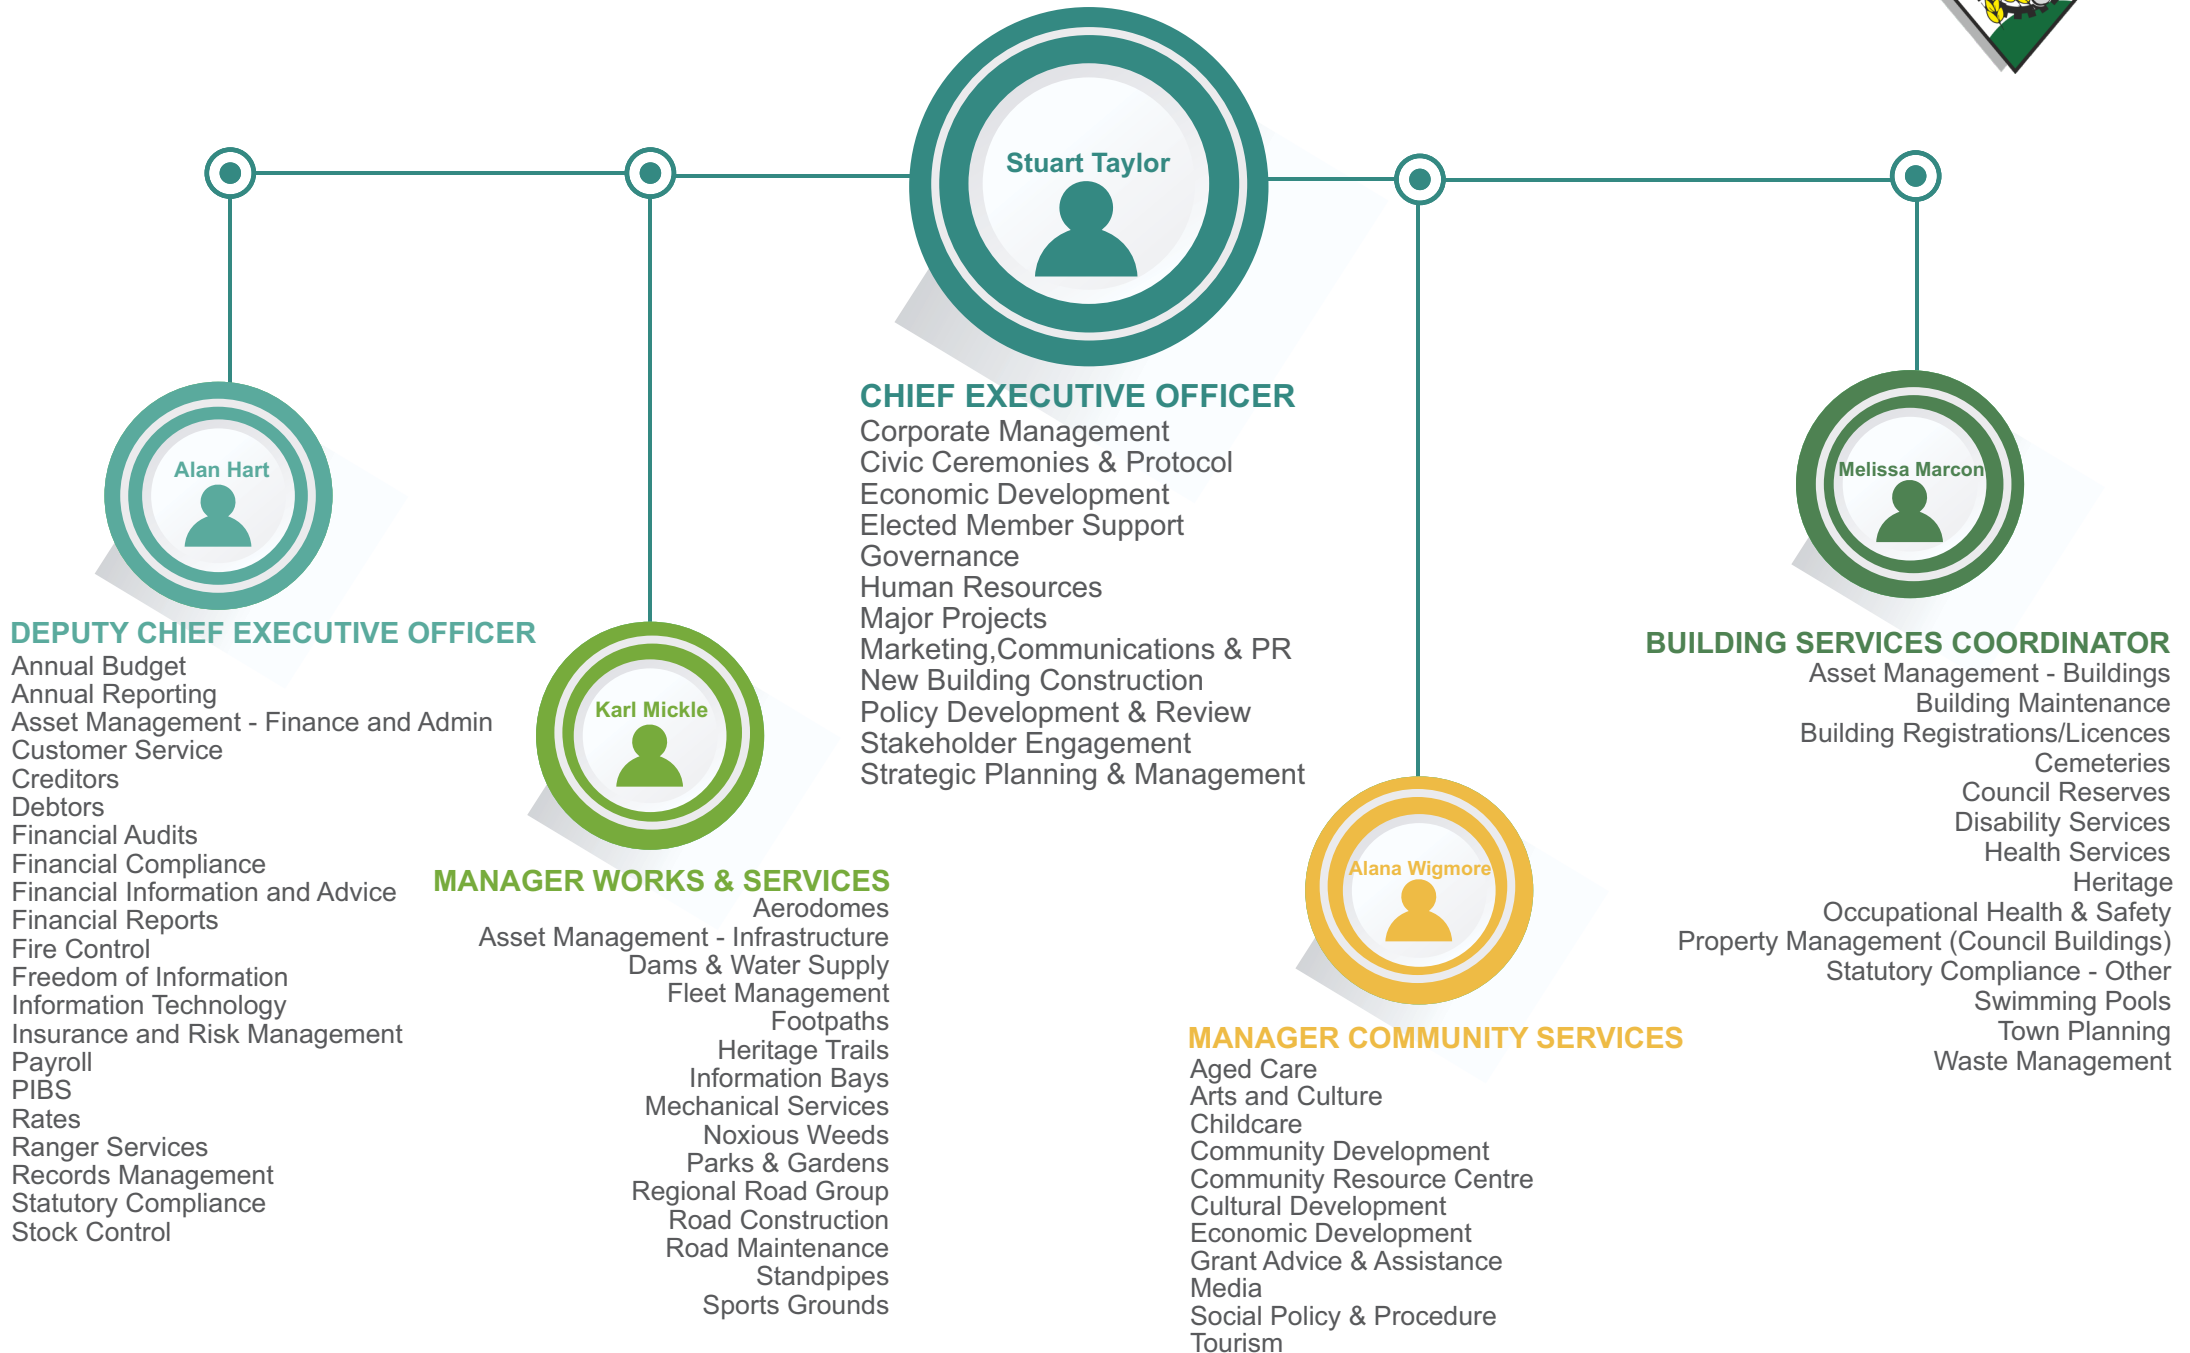 Stuart Taylor
CHIEF EXECUTIVE OFFICER
Corporate Management
Civic Ceremonies & Protocol
Economic Development
Elected Member Support
Governance
Human Resources
Major Projects
Marketing,Communications & PR
New Building Construction
Policy Development & Review
Stakeholder Engagement
Strategic Planning & Management
Alan Hart
DEPUTY CHIEF EXECUTIVE OFFICER
Annual Budget
Annual Reporting
Asset Management - Finance and Admin
Customer Service
Creditors
Debtors
Financial Audits
Financial Compliance
Financial Information and Advice
Financial Reports
Fire Control
Freedom of Information
Information Technology
Insurance and Risk Management
Payroll
PIBS
Rates
Ranger Services
Records Management
Statutory Compliance
Stock Control
Karl Mickle
MANAGER WORKS & SERVICES
Aerodomes
Asset Management - Infrastructure
Dams & Water Supply
Fleet Management
Footpaths
Heritage Trails
Information Bays
Mechanical Services
Noxious Weeds
Parks & Gardens
Regional Road Group
Road Construction
Road Maintenance
Standpipes
Sports Grounds
Alana Wigmore
MANAGER COMMUNITY SERVICES
Aged Care
Arts and Culture
Childcare
Community Development
Community Resource Centre
Cultural Development
Economic Development
Grant Advice & Assistance
Media
Social Policy & Procedure
Tourism
Melissa Marcon
BUILDING SERVICES COORDINATOR
Asset Management - Buildings
Building Maintenance
Building Registrations/Licences
Cemeteries
Council Reserves
Disability Services
Health Services
Heritage
Occupational Health & Safety
Property Management (Council Buildings)
Statutory Compliance - Other
Swimming Pools
Town Planning
Waste Management